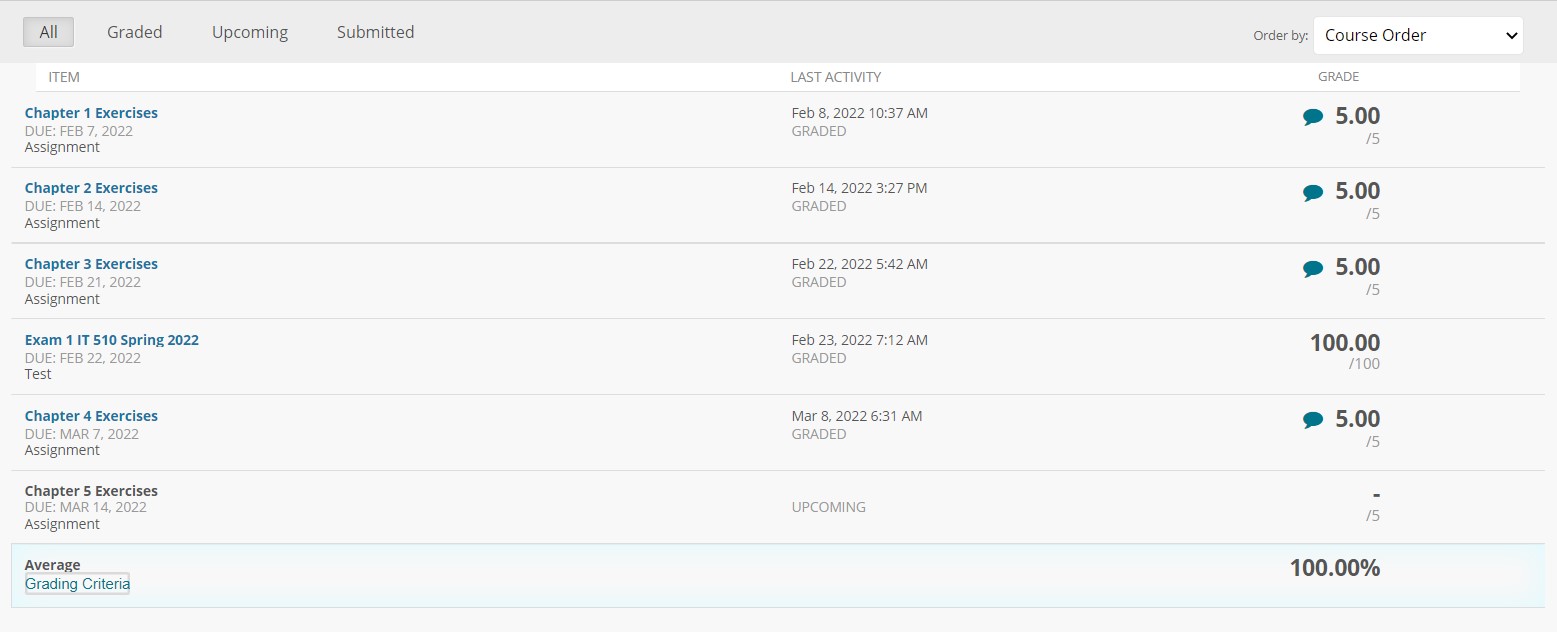 All Graded Upcoming Submitted Order by: Course Order
ITEM LAST ACTIVITY GRADE
Chapter 1 Exercises Feb 8, 2022 10:37 AM 5.00
DUE: FEB 7, 2022 GRADED /5
Assignment
Chapter 2 Exercises Feb 14, 2022 3:27 PM 5.00
DUE: FEB 14, 2022 GRADED /5
Assignment
Chapter 3 Exercises Feb 22, 2022 5:42 AM 5.00
DUE: FEB 21, 2022 GRADED /5
Assignment
Exam 1 IT 510 Spring 2022 Feb 23, 2022 7:12 AM 100.00
DUE: FEB 22, 2022 GRADED /100
Test
Chapter 4 Exercises Mar 8, 2022 6:31 AM 5.00
DUE: MAR 7, 2022 GRADED /5
Assignment
Chapter 5 Exercises -
DUE: MAR 14, 2022 UPCOMING /5
Assignment
Average 100.00%
Grading Criteria